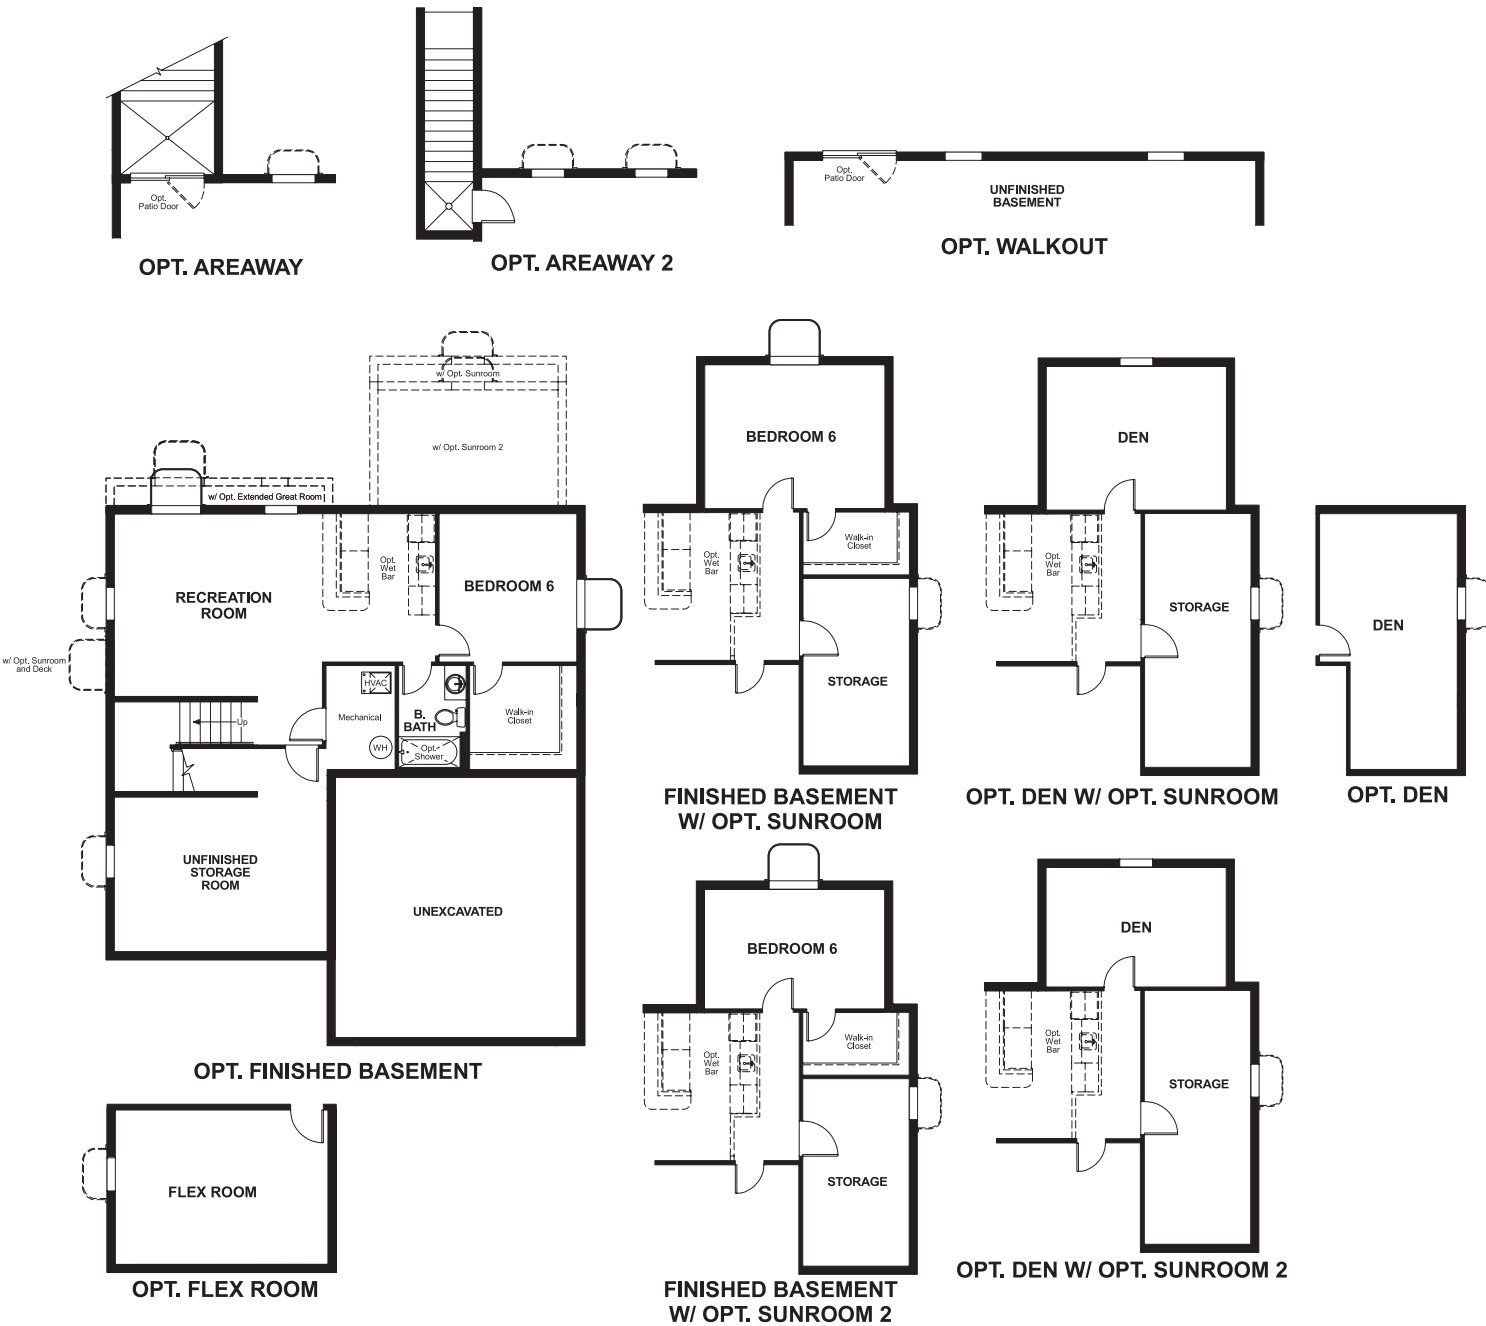 Opt.
Patio Door
OPT. AREAWAY
OPT. AREAWAY 2
Opt.
Patio Door
UNFINISHED
BASEMENT
OPT. WALKOUT
w/ Opt. Sunroom
w/ Opt. Sunroom 2
w/ Opt. Extended Great Room
RECREATION
ROOM
Opt.
Wet
Bar
BEDROOM 6
w/ Opt. Sunroom
and Deck
HVAC
Mechanical
WH
B.
BATH
Opt.
Shower
Walk-in
Closet
Up
UNFINISHED
STORAGE
ROOM
UNEXCAVATED
OPT. FINISHED BASEMENT
BEDROOM 6
Opt.
Wet
Bar
Walk-in
Closet
STORAGE
FINISHED BASEMENT
W/ OPT. SUNROOM
DEN
Opt.
Wet
Bar
STORAGE
OPT. DEN W/ OPT. SUNROOM
DEN
OPT. DEN
FLEX ROOM
OPT. FLEX ROOM
BEDROOM 6
Opt.
Wet
Bar
Walk-in
Closet
STORAGE
FINISHED BASEMENT
W/ OPT. SUNROOM 2
DEN
Opt.
Wet
Bar
STORAGE
OPT. DEN W/ OPT. SUNROOM 2